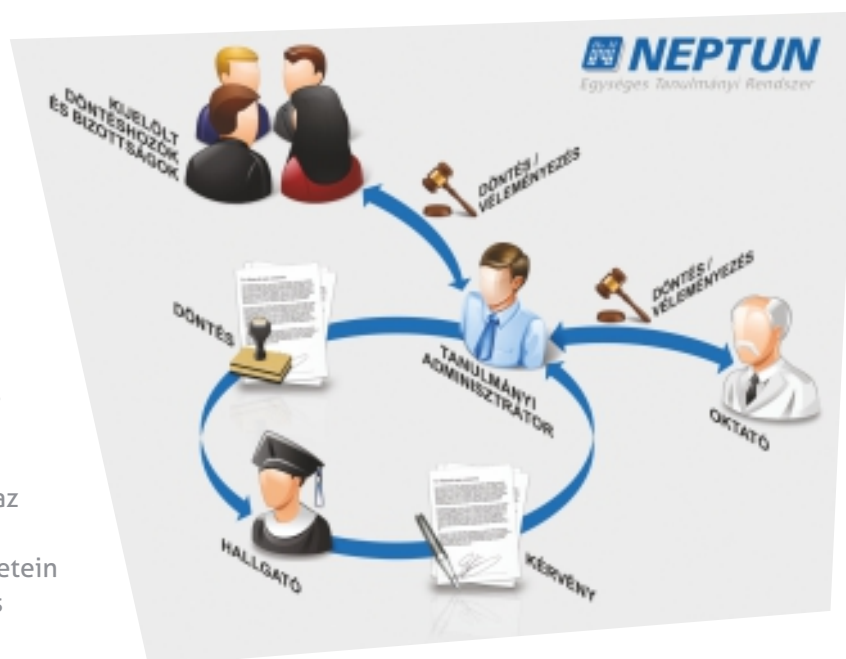 NEPTUN
Egységes Tanulmányi Rendszer
KIJELÖLT
DÖNTÉSHOZÓK
ÉS BIZOTTSÁGOK
DÖNTÉS /
VÉLEMÉNYEZÉS
DÖNTÉS /
VÉLEMÉNYEZÉS
DÖNTÉS
TANULMÁNYI
ADMINISZTRÁTOR
OKTATÓ
HALLGATÓ
KÉRVÉNY
az
etein